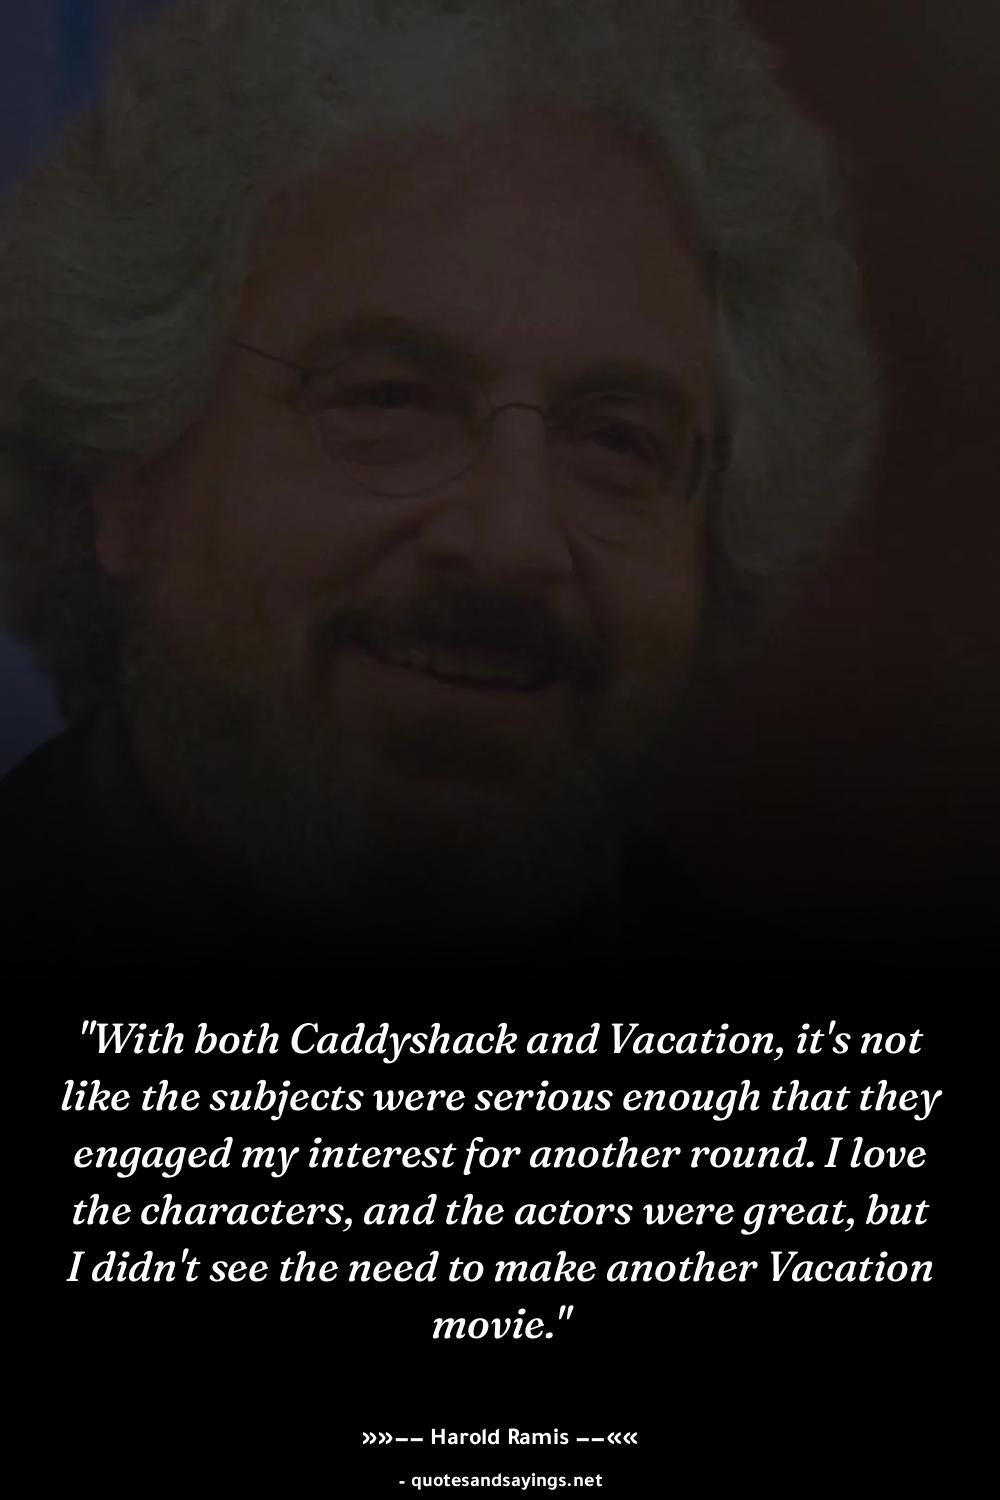 "With both Caddyshack and Vacation, it's not
like the subjects were serious enough that they
engaged my interest for another round. I love
the characters, and the actors were great, but
I didn't see the need to make another Vacation
movie."
»»−− Harold Ramis −−««
- quotesandsayings.net